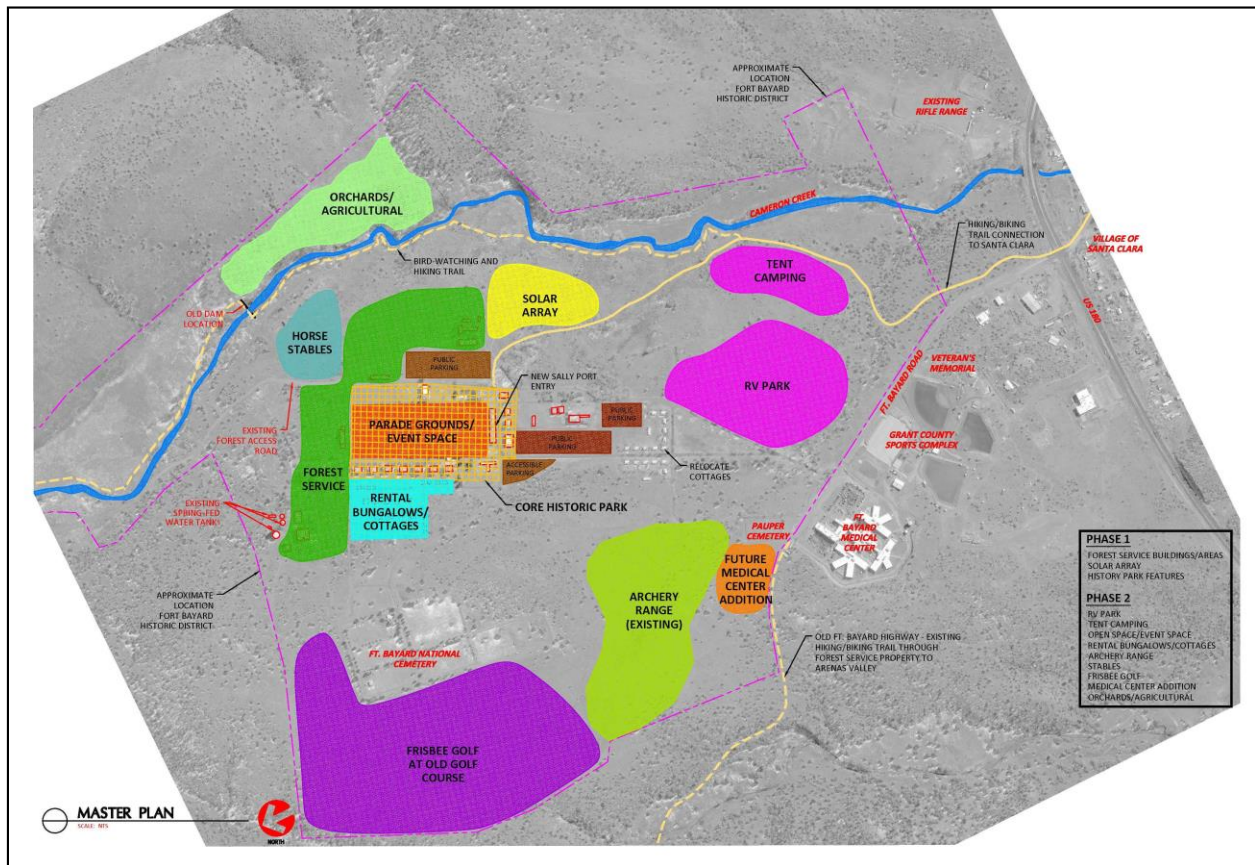 APPROXIMATE
LOCATION
FORT BAYARD
HISTORIC DISTRICT
EXISTING
RIFLE RANGE
ORCHARDS/
AGRICULTURAL
CAMERON CREEK
HIKING/BIKING
TRAIL CONNECTION
TO SANTA CLARA
VILLAGE OF
SANTA CLARA
BIRD-WATCHING AND
HIKING TRAIL
TENT
CAMPING
SOLAR
ARRAY
OLD DAM
LOCATION
HORSE
STABLES
US 180
PUBLIC
PARKING
NEW SALLY PORT
ENTRY
RV PARK
FT. BAYARD ROAD
VETERAN'S
MEMORIAL
PARADE GROUNDS/
EVENT SPACE
PUBLIC
PARKING
PUBLIC
PARKING
EXISTING
FOREST ACCESS
ROAD
GRANT COUNTY
SPORTS COMPLEX
FOREST
SERVICE
ACCESSIBLE
PARKING
RELOCATE
COTTAGES
RENTAL
BUNGALOWS/
COTTAGES
CORE HISTORIC PARK
EXISTING
SPRING-FED
WATER TANK
PAUPER
CEMETERY
FT.
BAYARD
MEDICAL
CENTER
FUTURE
MEDICAL
CENTER
ADDITION
ARCHERY
RANGE
(EXISTING)
APPROXIMATE
LOCATION
FORT BAYARD
HISTORIC DISTRICT
FT. BAYARD NATIONAL
CEMETERY
OLD FT. BAYARD HIGHWAY - EXISTING
HIKING/BIKING TRAIL THROUGH
FOREST SERVICE PROPERTY TO
ARENAS VALLEY
PHASE 1
FOREST SERVICE BUILDINGS/AREAS
SOLAR ARRAY
HISTORY PARK FEATURES
PHASE 2
RV PARK
TENT CAMPING
OPEN SPACE/EVENT SPACE
RENTAL BUNGALOWS/COTTAGES
ARCHERY RANGE
STABLES
FRISBEE GOLF
MEDICAL CENTER ADDITION
ORCHARDS/AGRICULTURAL
FRISBEE GOLF
AT OLD GOLF
COURSE
MASTER PLAN
SCALE: NTS
NORTH